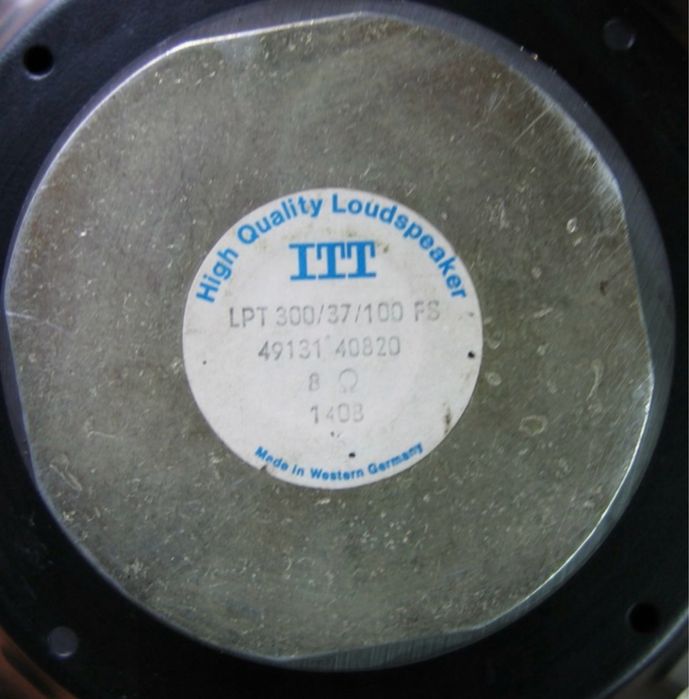 High Quality Loudspeaker
ITT
LPT 300/37/100 FS
49131 40820
8 Ω
1408
Made in Western Germany